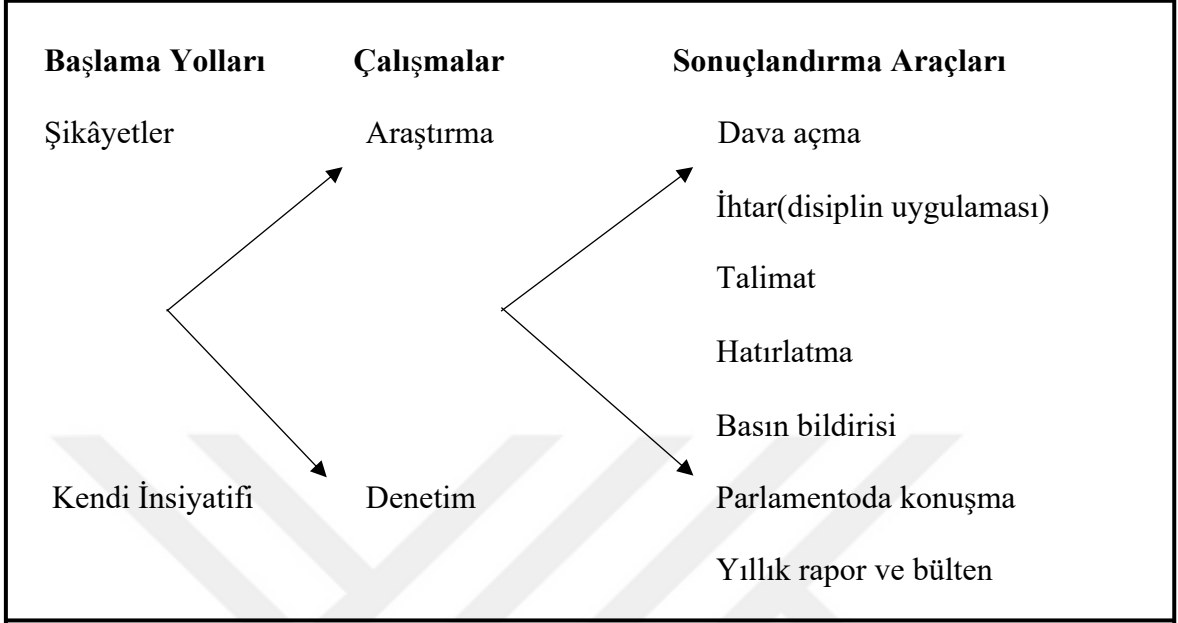 Başlama Yolları Çalışmalar Sonuçlandırma Araçları
Şikâyetler Araştırma Dava açma
İhtar(disiplin uygulaması)
Talimat
Hatırlatma
Basın bildirisi
Kendi İnsiyatifi Denetim Parlamentoda konuşma
Yıllık rapor ve bülten